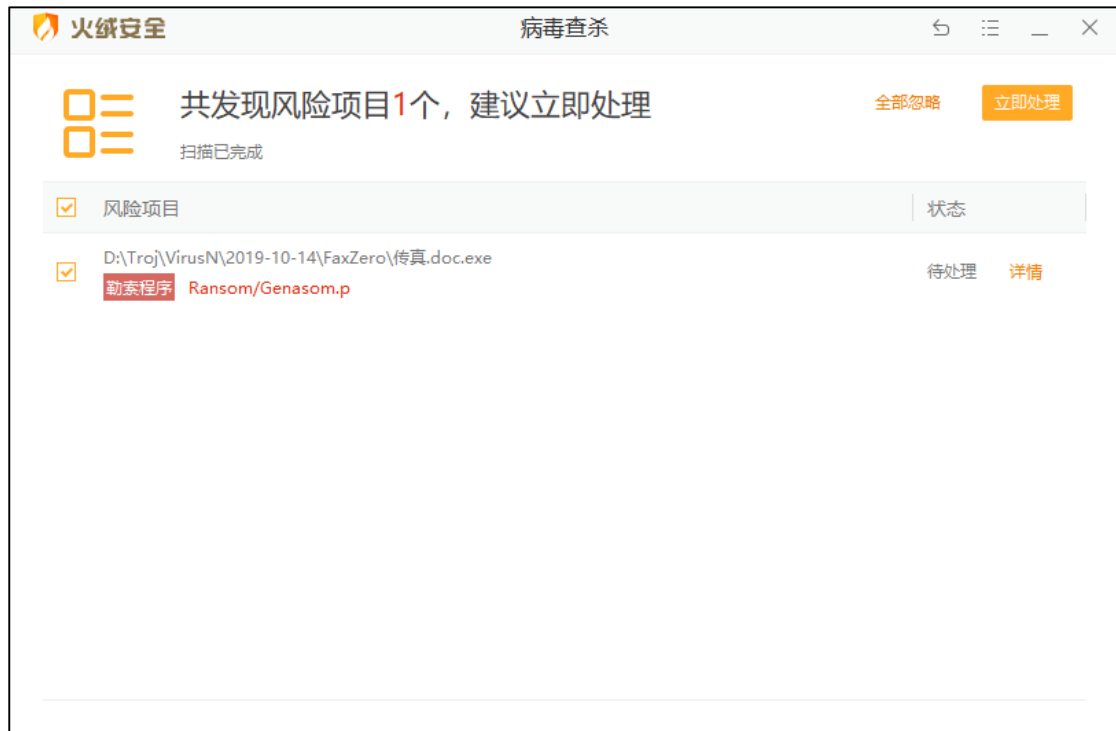 火绒安全
病毒查杀
共发现风险项目1个，建议立即处理
全部忽略
立即处理
扫描已完成
风险项目
状态
D:\Troj\VirusN\2019-10-14\FaxZero\传真.doc.exe
勒索程序 Ransom/Genasom.p
待处理
详情